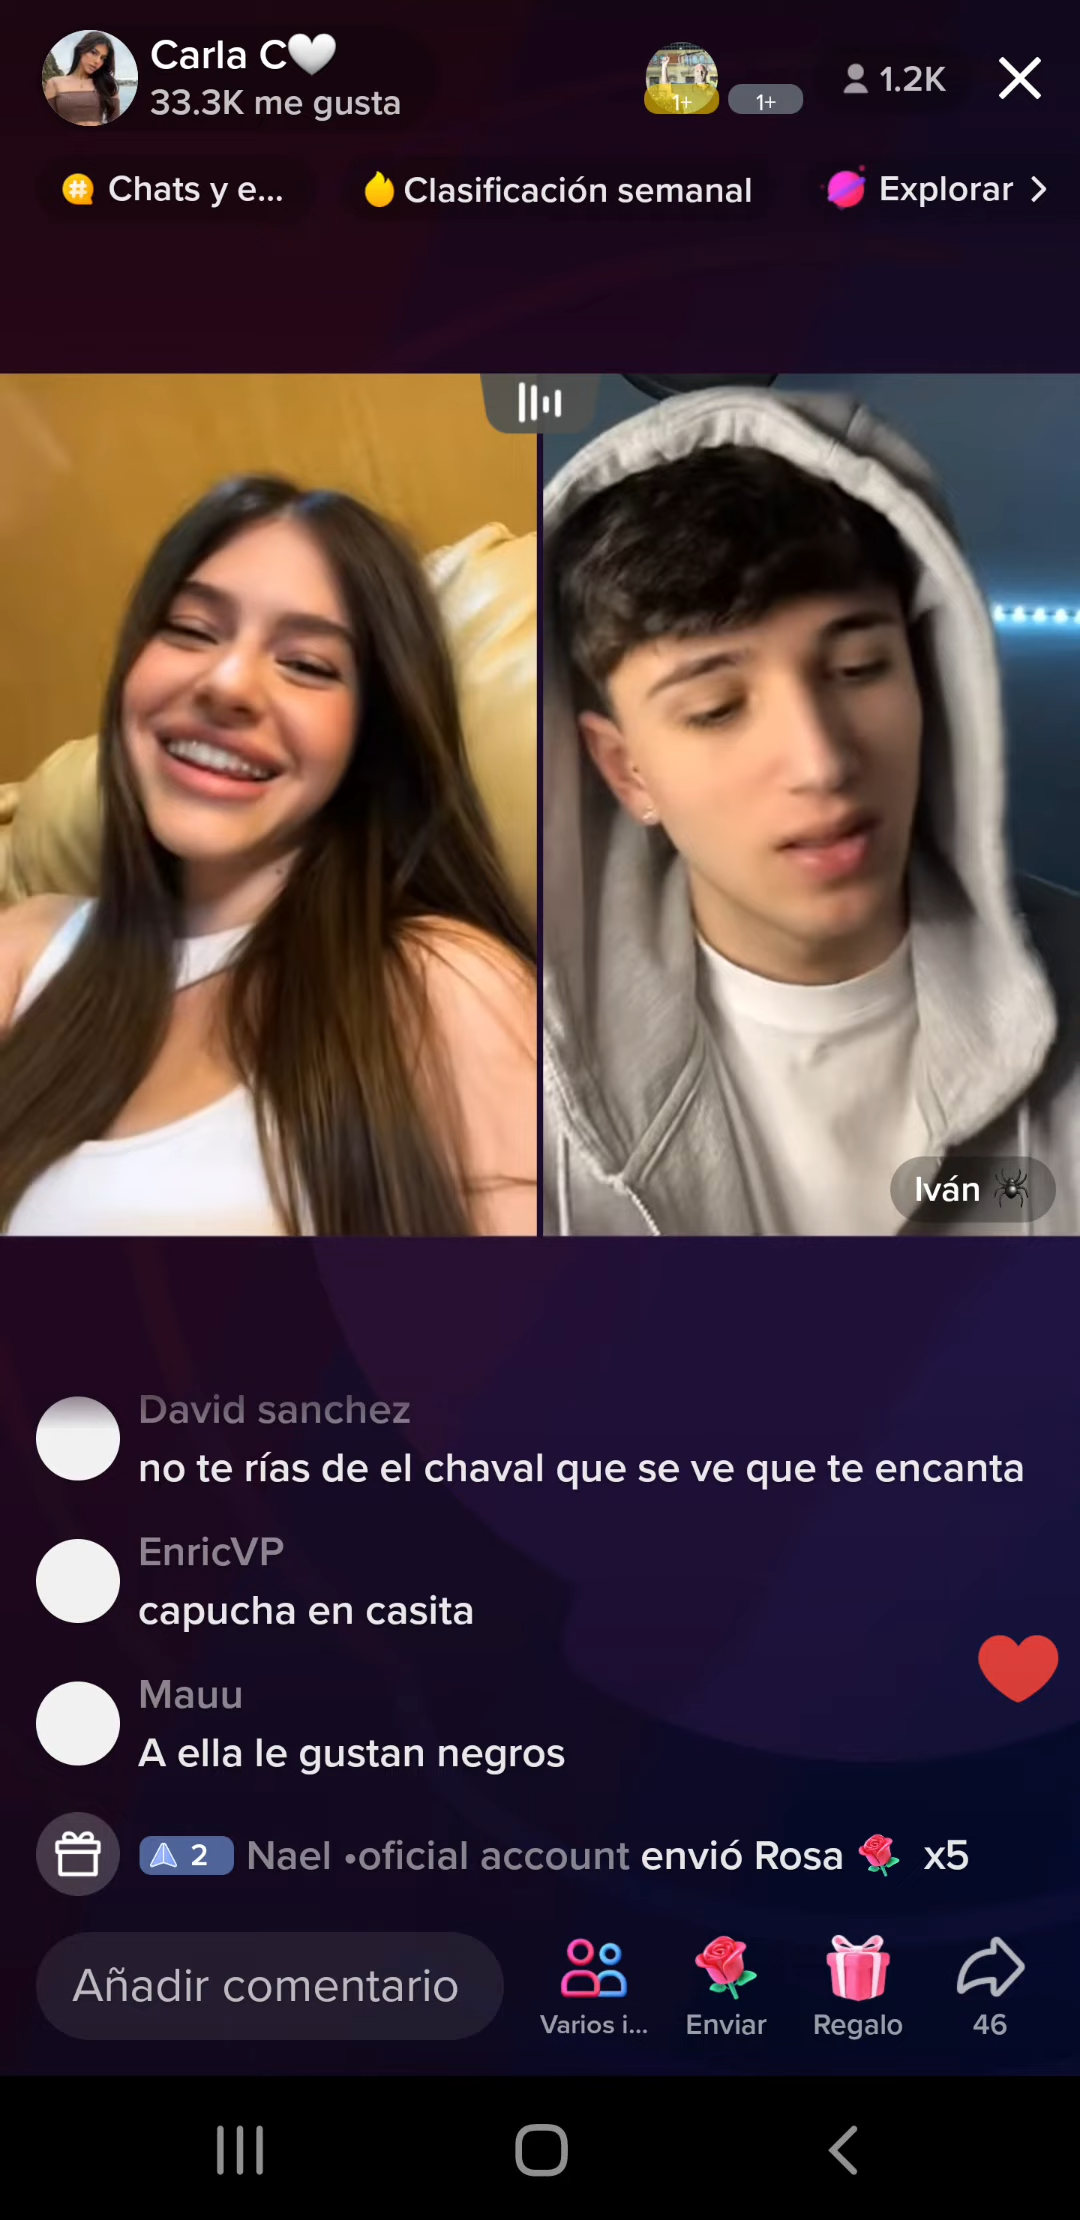 Carla C🤍
33.3K me gusta
1+
1+
1.2K
Chats y e...
Clasificación semanal
Explorar
Iván 🕷
David sanchez
no te rías de el chaval que se ve que te encanta
EnricVP
capucha en casita
Mauu
A ella le gustan negros
2 Nael •oficial account envió Rosa x5
Añadir comentario
Varios i...
Enviar
Regalo
46